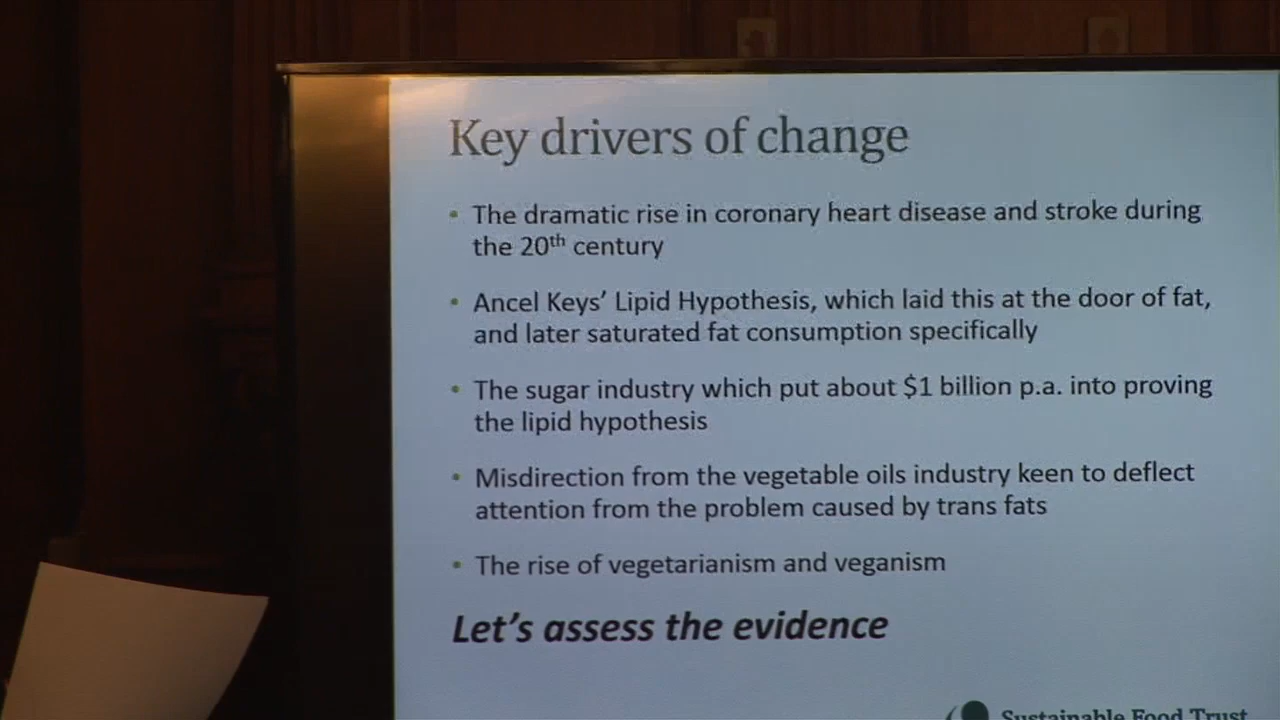 Key drivers of change
• The dramatic rise in coronary heart disease and stroke during
the 20th century
• Ancel Keys’ Lipid Hypothesis, which laid this at the door of fat,
and later saturated fat consumption specifically
• The sugar industry which put about $1 billion p.a. into proving
the lipid hypothesis
• Misdirection from the vegetable oils industry keen to deflect
attention from the problem caused by trans fats
• The rise of vegetarianism and veganism
Let’s assess the evidence
Sustainable Food Trust